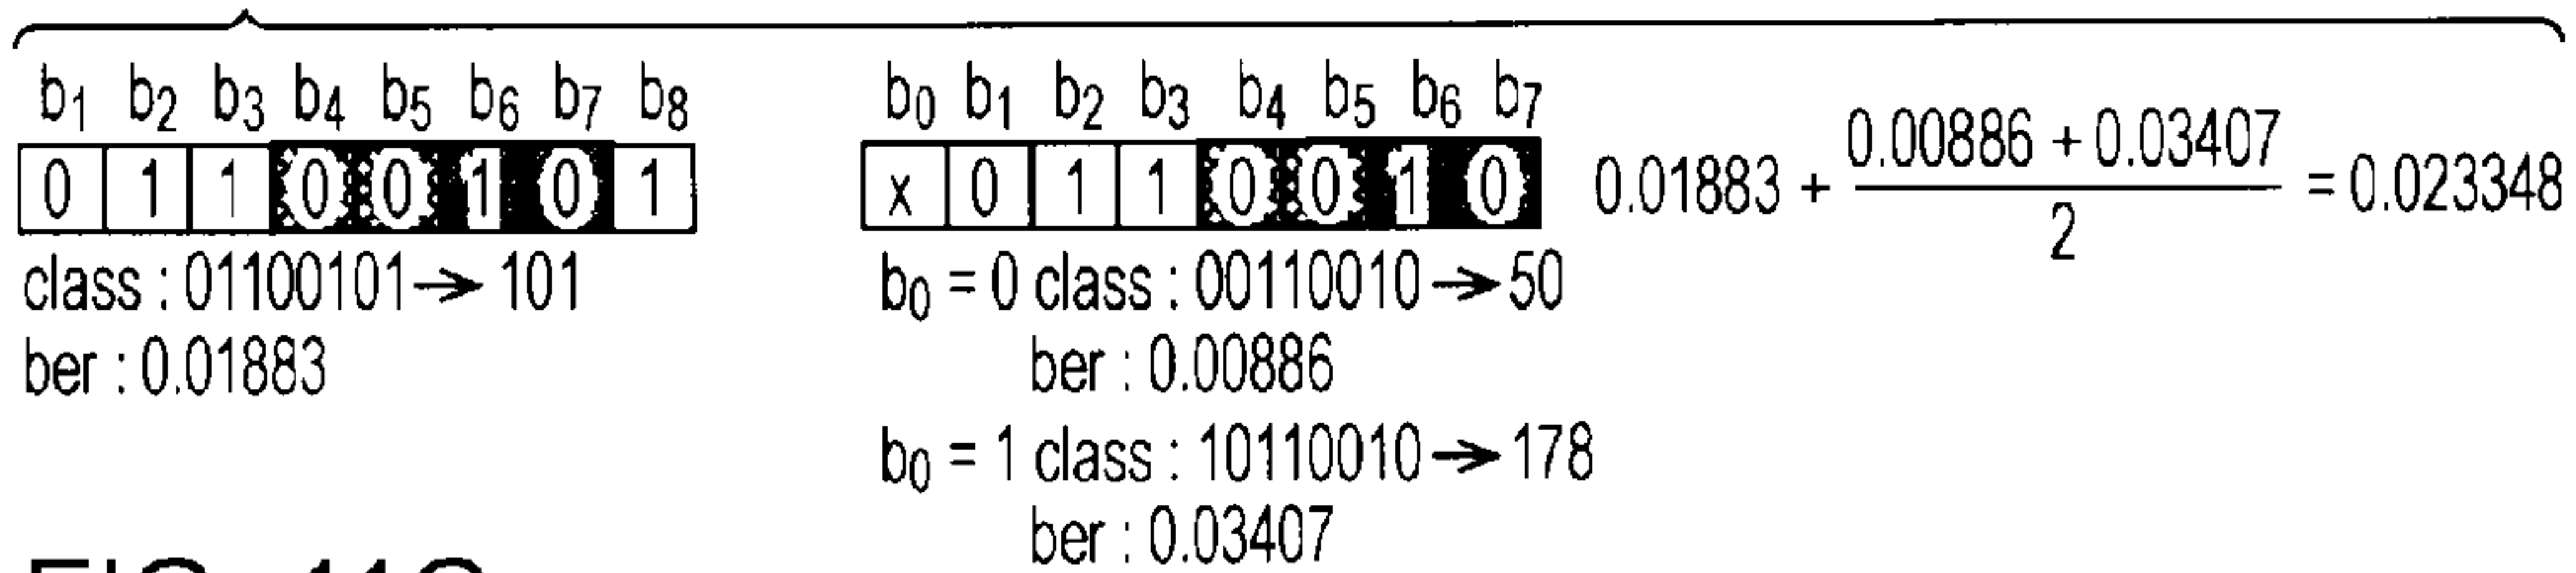 b1 b2 b3 b4 b5 b6 b7 b8
0 1 1 0 0 1 0 1
class : 01100101 → 101
ber : 0.01883
b0 b1 b2 b3 b4 b5 b6 b7
x 0 1 1 0 0 1 0
b0 = 0 class : 00110010 → 50
ber : 0.00886
b0 = 1 class : 10110010 → 178
ber : 0.03407
0.01883 + (0.00886 + 0.03407) / 2 = 0.023348